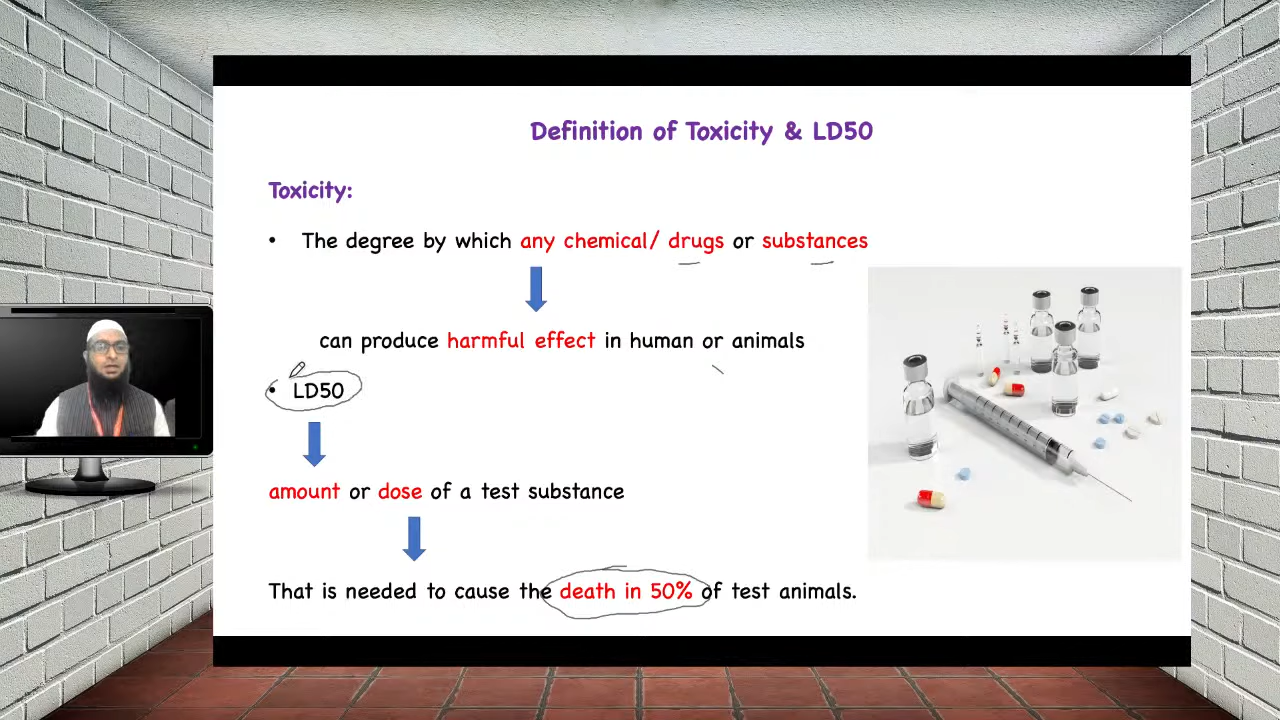 Definition of Toxicity & LD50
Toxicity:
• The degree by which any chemical/ drugs or substances
can produce harmful effect in human or animals
• LD50
amount or dose of a test substance
That is needed to cause the death in 50% of test animals.